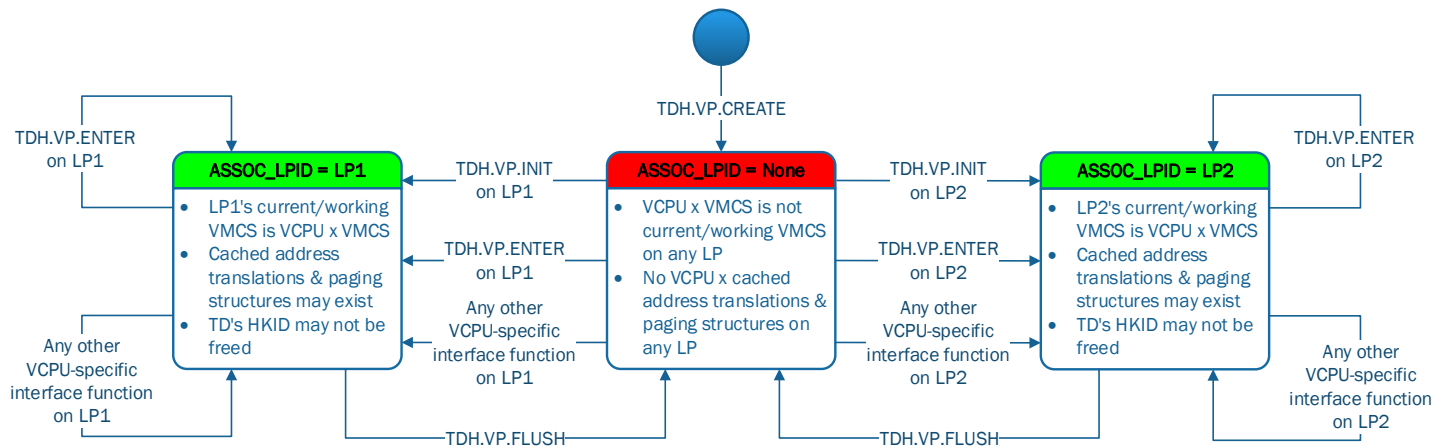 TDH.VP.CREATE
TDH.VP.ENTER
on LP1
ASSOC_LPID = LP1
• LP1's current/working
VMCS is VCPU x VMCS
• Cached address
translations & paging
structures may exist
• TD's HKID may not be
freed
Any other
VCPU-specific
interface function
on LP1
TDH.VP.INIT
on LP1
TDH.VP.ENTER
on LP1
Any other
VCPU-specific
interface function
on LP1
TDH.VP.FLUSH
ASSOC_LPID = None
• VCPU x VMCS is not
current/working VMCS
on any LP
• No VCPU x cached
address translations &
paging structures on
any LP
TDH.VP.INIT
on LP2
TDH.VP.ENTER
on LP2
Any other
VCPU-specific
interface function
on LP2
TDH.VP.FLUSH
ASSOC_LPID = LP2
• LP2's current/working
VMCS is VCPU x VMCS
• Cached address
translations & paging
structures may exist
• TD's HKID may not be
freed
TDH.VP.ENTER
on LP2
Any other
VCPU-specific
interface function
on LP2